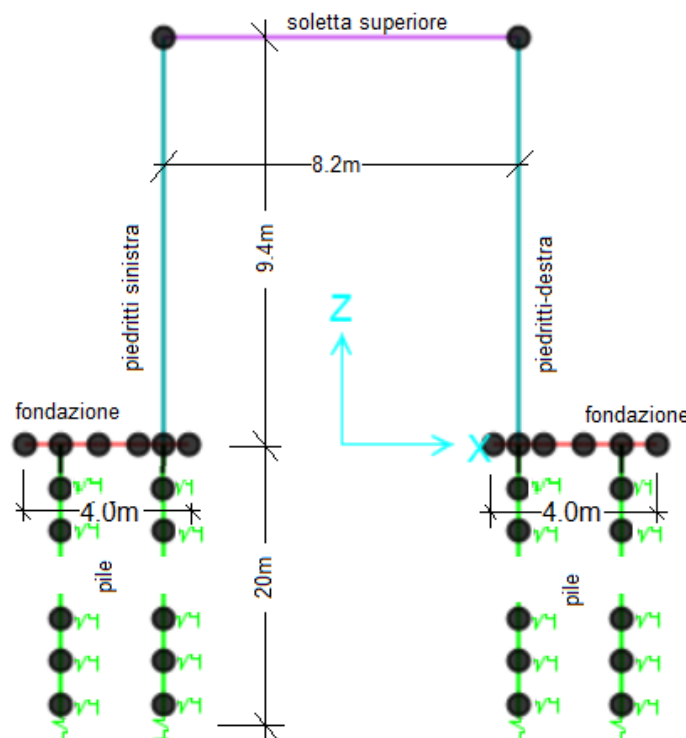 soletta superiore
8.2m
piedritti sinistra
9.4m
piedritti-destra
Z
fondazione
fondazione
X
4.0m
4.0m
pile
20m
pile